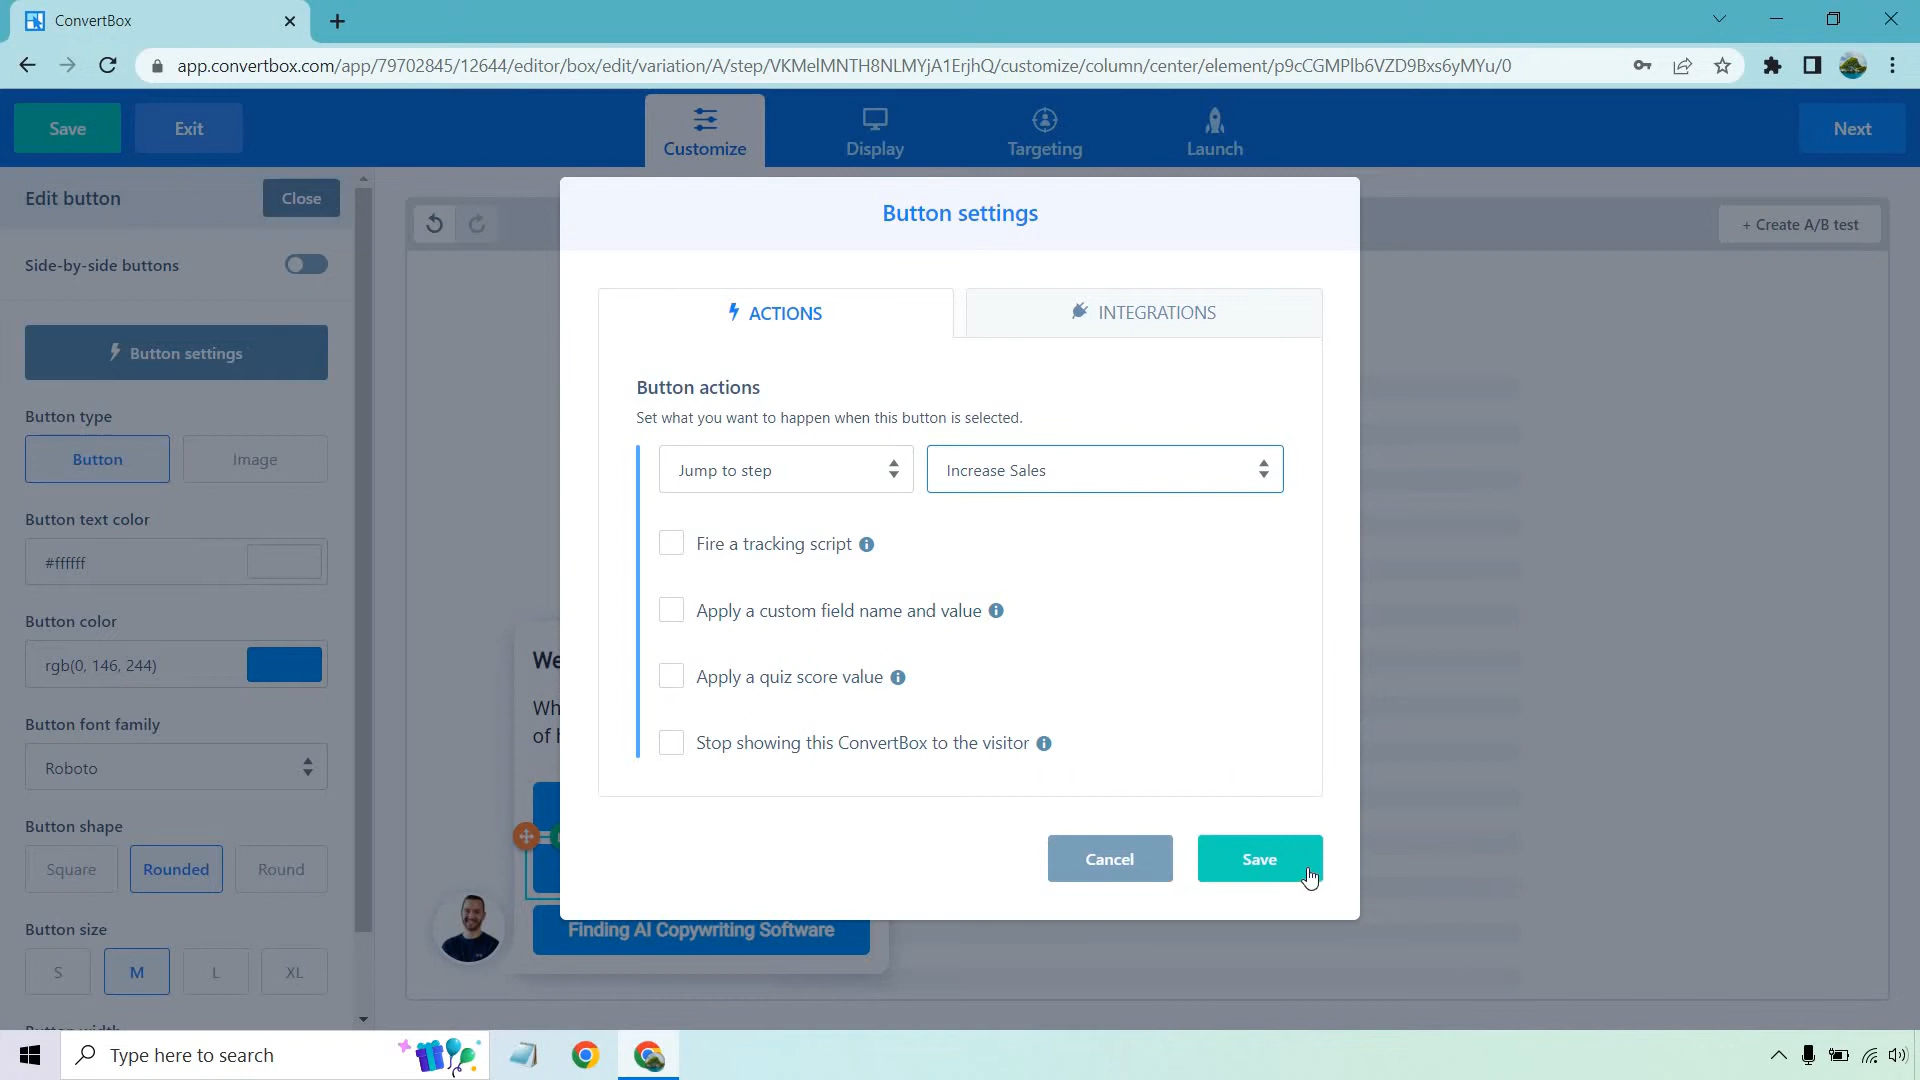 ConvertBox
app.convertbox.com/app/79702845/12644/editor/box/edit/variation/A/step/VKMelMNTH8NLMYjA1ErjhQ/customize/column/center/element/p9cCGMPlb6VZD9Bxs6yMYu/0
Save
Exit
Customize
Display
Targeting
Launch
Next
Edit button
Close
+ Create A/B test
Side-by-side buttons
Button settings
Button type
Button
Image
Button text color
#ffffff
Button color
rgb(0, 146, 244)
Button font family
Roboto
Button shape
Square
Rounded
Round
Button size
S
M
L
XL
Button settings
ACTIONS
INTEGRATIONS
Button actions
Set what you want to happen when this button is selected.
Jump to step
Increase Sales
Fire a tracking script
Apply a custom field name and value
Apply a quiz score value
Stop showing this ConvertBox to the visitor
Cancel
Save
Finding AI Copywriting Software
Type here to search